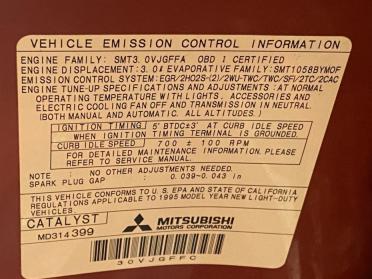 VEHICLE EMISSION CONTROL INFORMATION
ENGINE FAMILY: SMT3.0VJGFFA OBD I CERTIFIED
ENGINE DISPLACEMENT: 3.0ℓ EVAPORATIVE FAMILY: SMT1058BYMOF
EMISSION CONTROL SYSTEM: EGR/2HO2S-(2)/2WU-TWC/TWC/SFI/2TC/2CAC
ENGINE TUNE-UP SPECIFICATIONS AND ADJUSTMENTS: AT NORMAL
OPERATING TEMPERATURE WITH LIGHTS, ACCESSORIES AND
ELECTRIC COOLING FAN OFF AND TRANSMISSION IN NEUTRAL
(BOTH MANUAL AND AUTOMATIC. ALL ALTITUDES)
IGNITION TIMING 5° BTDC±3° AT CURB IDLE SPEED
WHEN IGNITION TIMING TERMINAL IS GROUNDED.
CURB IDLE SPEED 700 ± 100 RPM
FOR DETAILED MAINTENANCE INFORMATION, PLEASE
REFER TO SERVICE MANUAL.
NO OTHER ADJUSTMENTS NEEDED.
SPARK PLUG GAP : 0.039-0.043 in
THIS VEHICLE CONFORMS TO U.S. EPA AND STATE OF CALIFORNIA
REGULATIONS APPLICABLE TO 1995 MODEL YEAR NEW LIGHT-DUTY
VEHICLES.
CATALYST
MITSUBISHI
MD314399
30VJGFFC